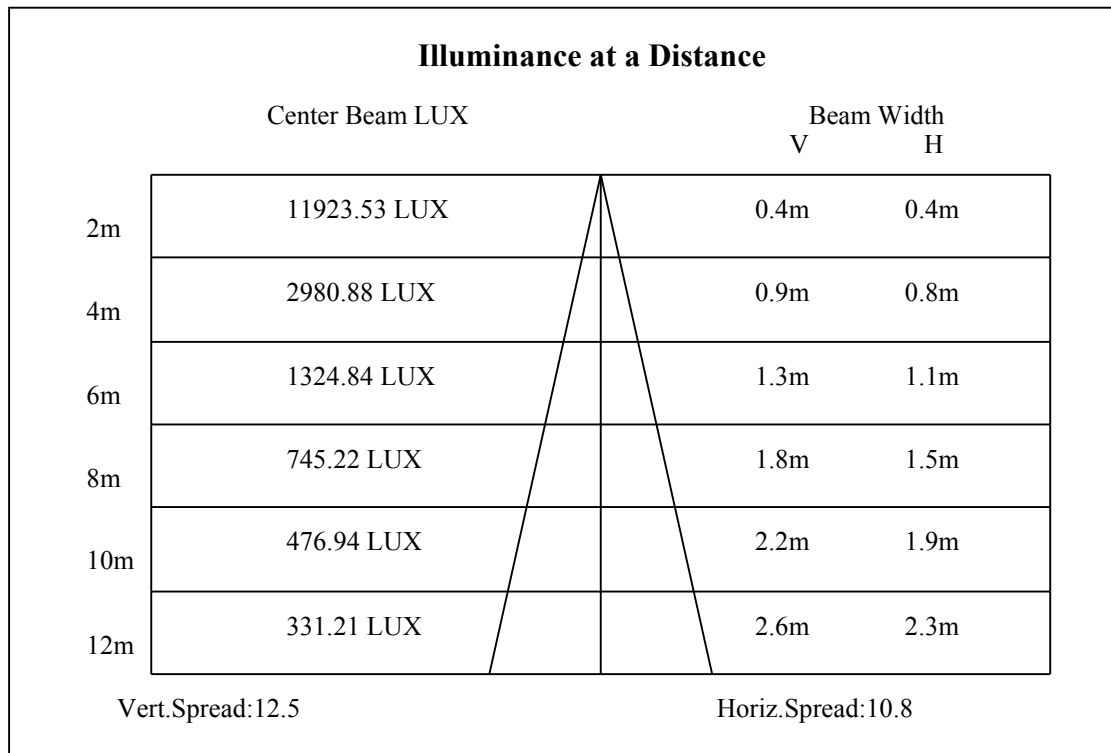 Illuminance at a Distance
Center Beam LUX Beam Width
V H
2m 11923.53 LUX 0.4m 0.4m
4m 2980.88 LUX 0.9m 0.8m
6m 1324.84 LUX 1.3m 1.1m
8m 745.22 LUX 1.8m 1.5m
10m 476.94 LUX 2.2m 1.9m
12m 331.21 LUX 2.6m 2.3m
Vert.Spread:12.5 Horiz.Spread:10.8